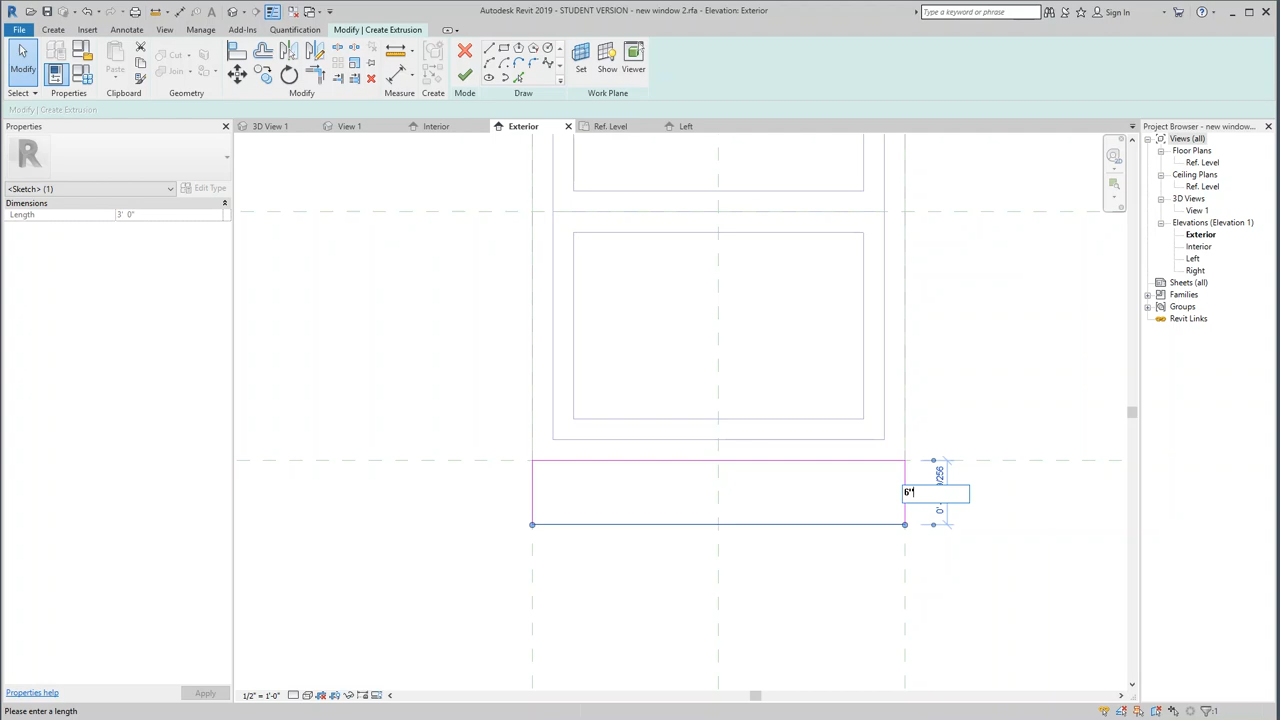 Autodesk Revit 2019 - STUDENT VERSION - new window 2.rfa - Elevation: Exterior
Type a keyword or phrase
Sign In
File Create Insert Annotate View Manage Add-Ins Quantification Modify | Create Extrusion
Modify
Paste
Cut
Join
Set Show Viewer
Select Properties Clipboard Geometry Modify Measure Create Mode Draw Work Plane
Modify | Create Extrusion
Properties
3D View 1 View 1 Interior Exterior Ref. Level Left
Project Browser - new window...
<Sketch> (1)
Edit Type
Dimensions
Length 3' 0"
Views (all)
Floor Plans
Ref. Level
Ceiling Plans
Ref. Level
3D Views
View 1
Elevations (Elevation 1)
Exterior
Interior
Left
Right
Sheets (all)
Families
Groups
Revit Links
6"
Properties help
Apply
1/2" = 1'-0"
Please enter a length
:1